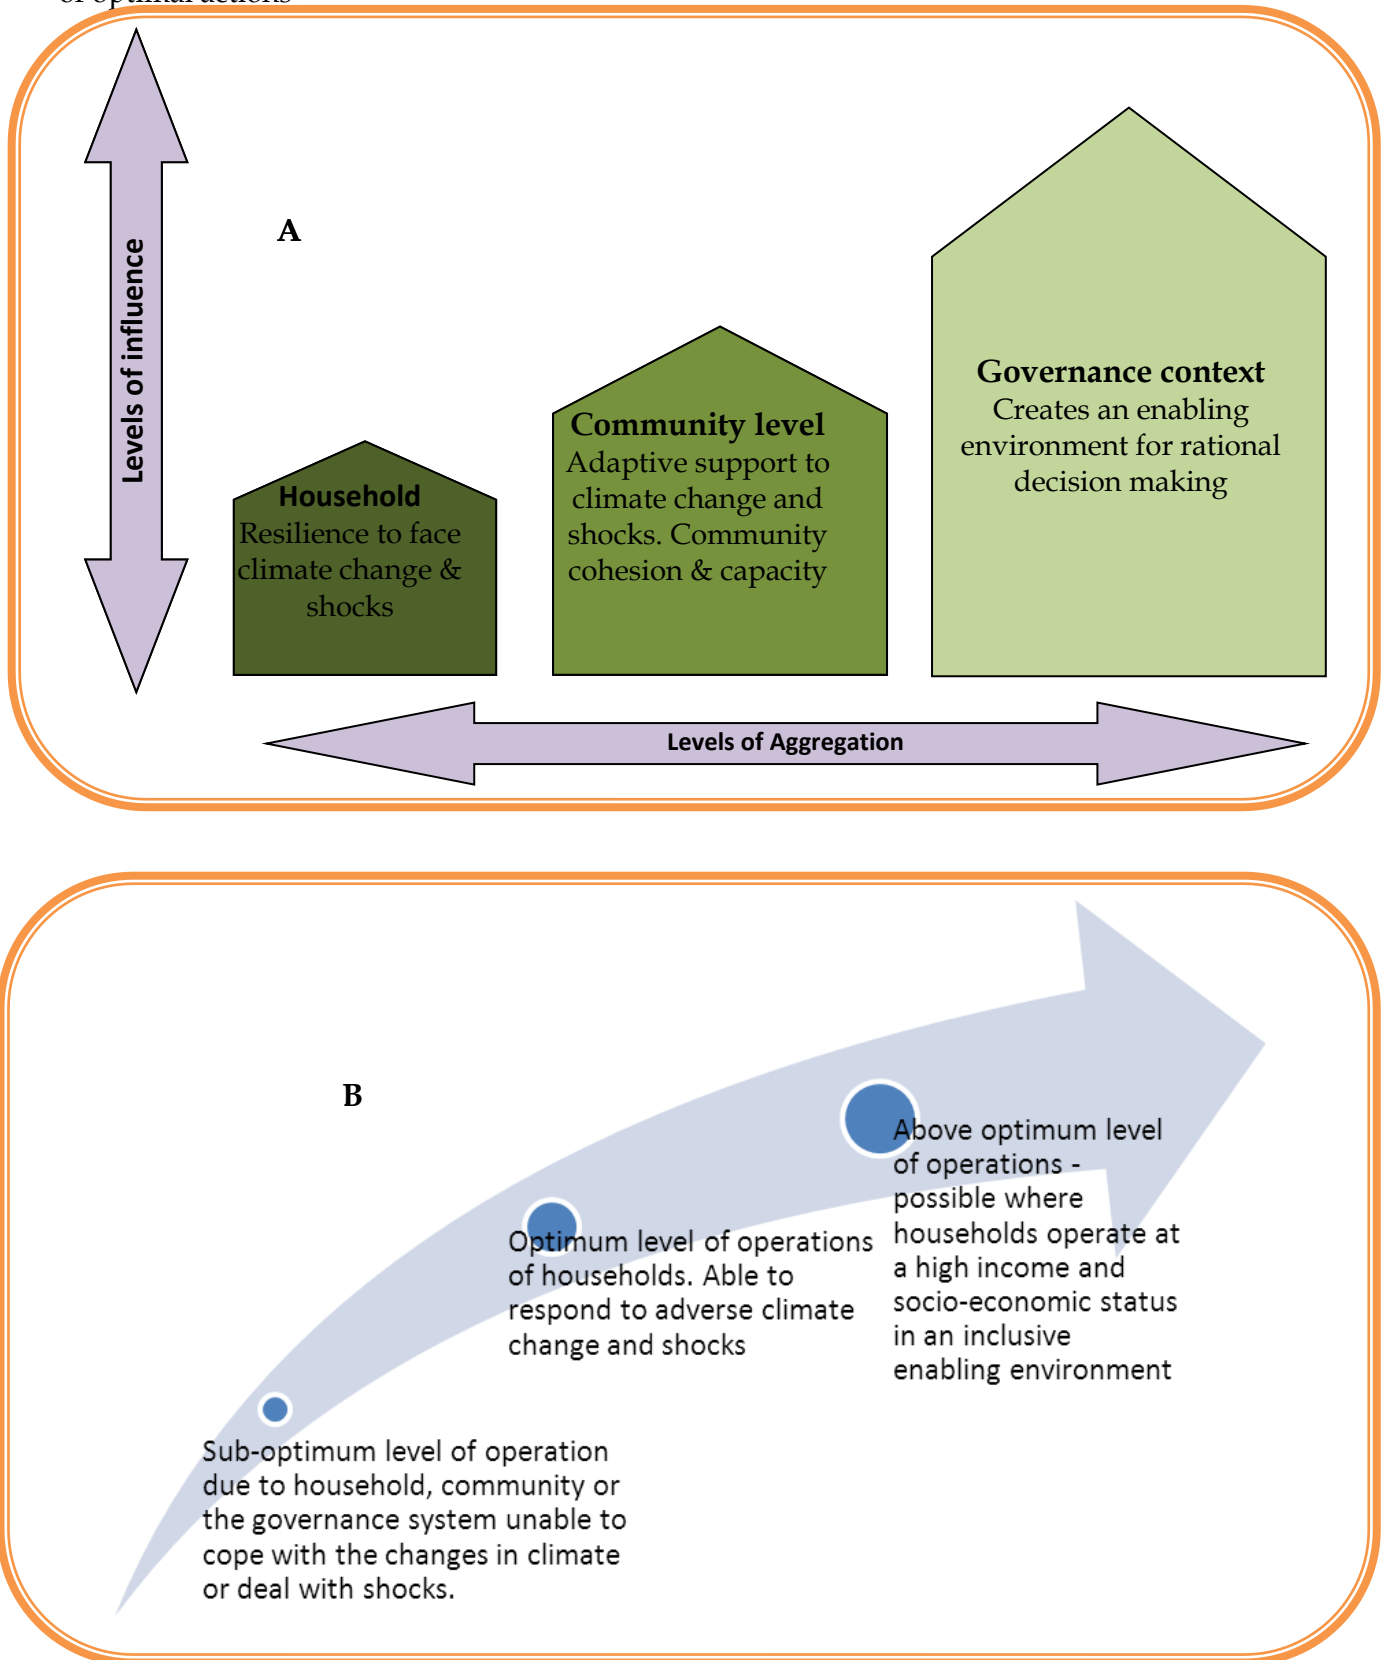 of optimal actions
A
Levels of influence
Household
Resilience to face
climate change &
shocks
Community level
Adaptive support to
climate change and
shocks. Community
cohesion & capacity
Governance context
Creates an enabling
environment for rational
decision making
Levels of Aggregation
B
Above optimum level
of operations -
possible where
households operate at
a high income and
socio-economic status
in an inclusive
enabling environment
Optimum level of operations
of households. Able to
respond to adverse climate
change and shocks
Sub-optimum level of operation
due to household, community or
the governance system unable to
cope with the changes in climate
or deal with shocks.